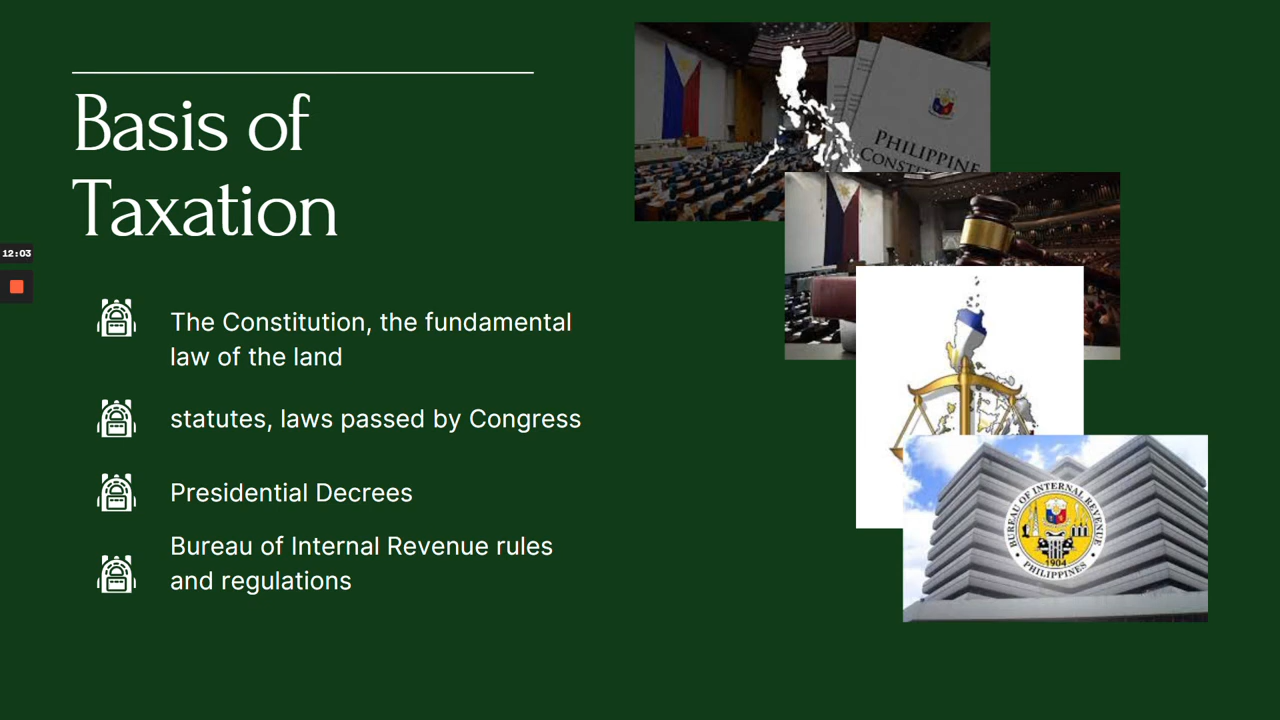 Basis of
Taxation
12:03
The Constitution, the fundamental
law of the land
statutes, laws passed by Congress
Presidential Decrees
Bureau of Internal Revenue rules
and regulations
PHILIPPINE
BUREAU OF INTERNAL REVENUE
1904
PHILIPPINES